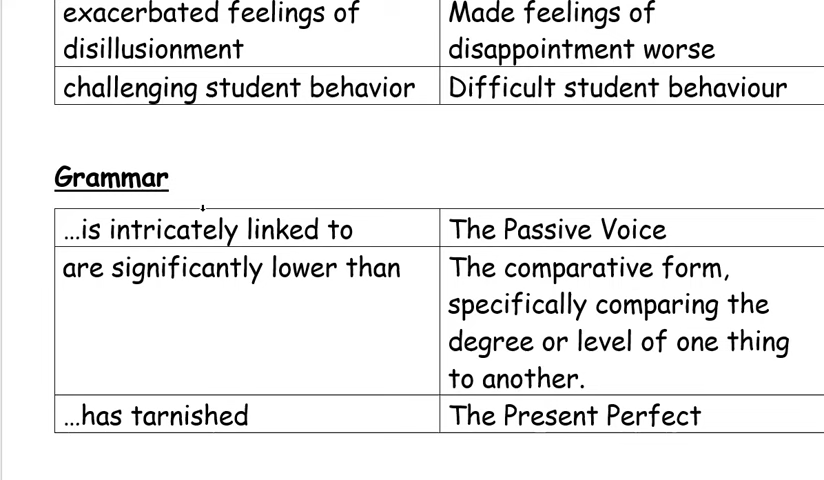 exacerbated feelings of
disillusionment
Made feelings of
disappointment worse
challenging student behavior
Difficult student behaviour
Grammar
...is intricately linked to
The Passive Voice
are significantly lower than
The comparative form,
specifically comparing the
degree or level of one thing
to another.
...has tarnished
The Present Perfect